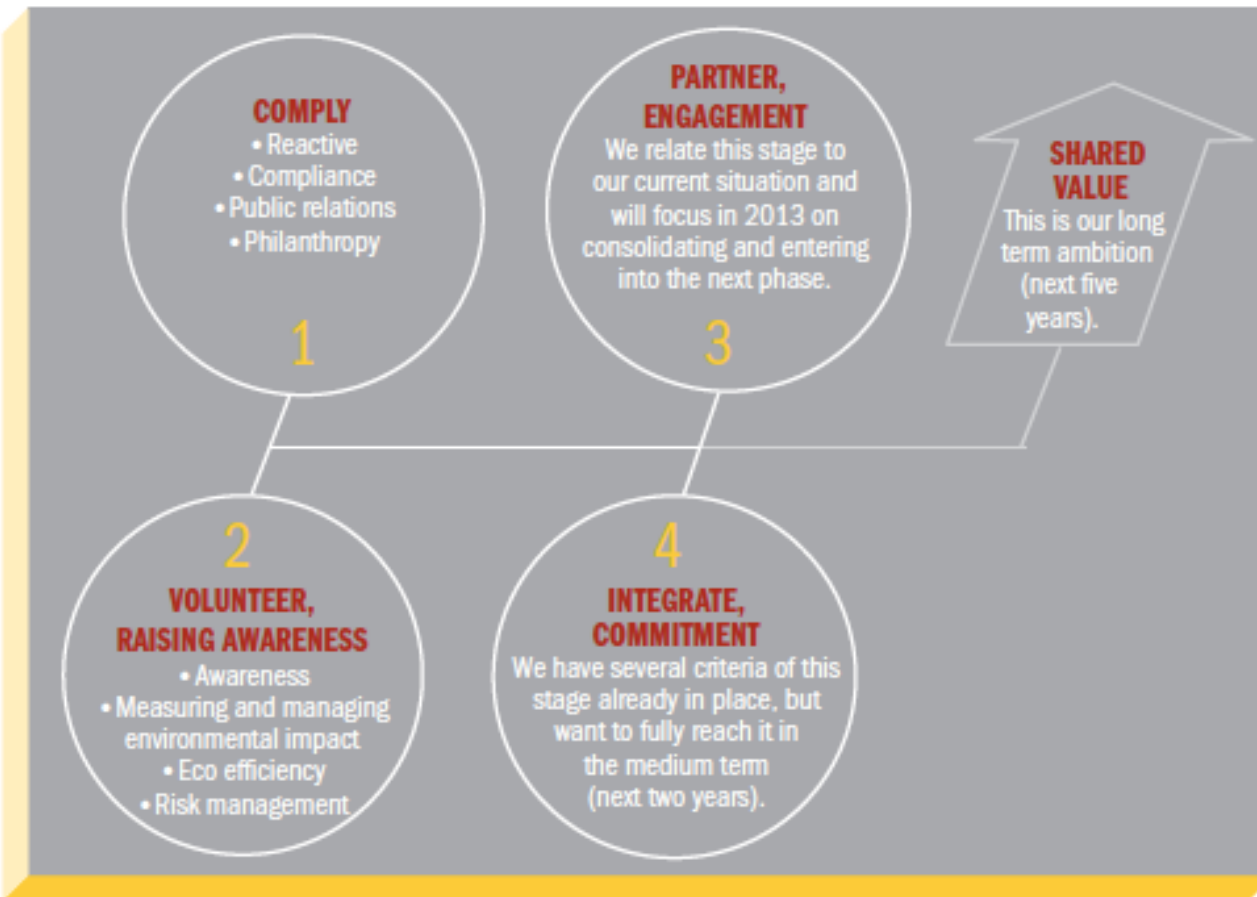 COMPLY
• Reactive
• Compliance
• Public relations
• Philanthropy
1
2
VOLUNTEER,
RAISING AWARENESS
• Awareness
• Measuring and managing
environmental impact
• Eco efficiency
• Risk management
PARTNER,
ENGAGEMENT
We relate this stage to
our current situation and
will focus in 2013 on
consolidating and entering
into the next phase.
3
4
INTEGRATE,
COMMITMENT
We have several criteria of this
stage already in place, but
want to fully reach it in
the medium term
(next two years).
SHARED
VALUE
This is our long
term ambition
(next five
years).